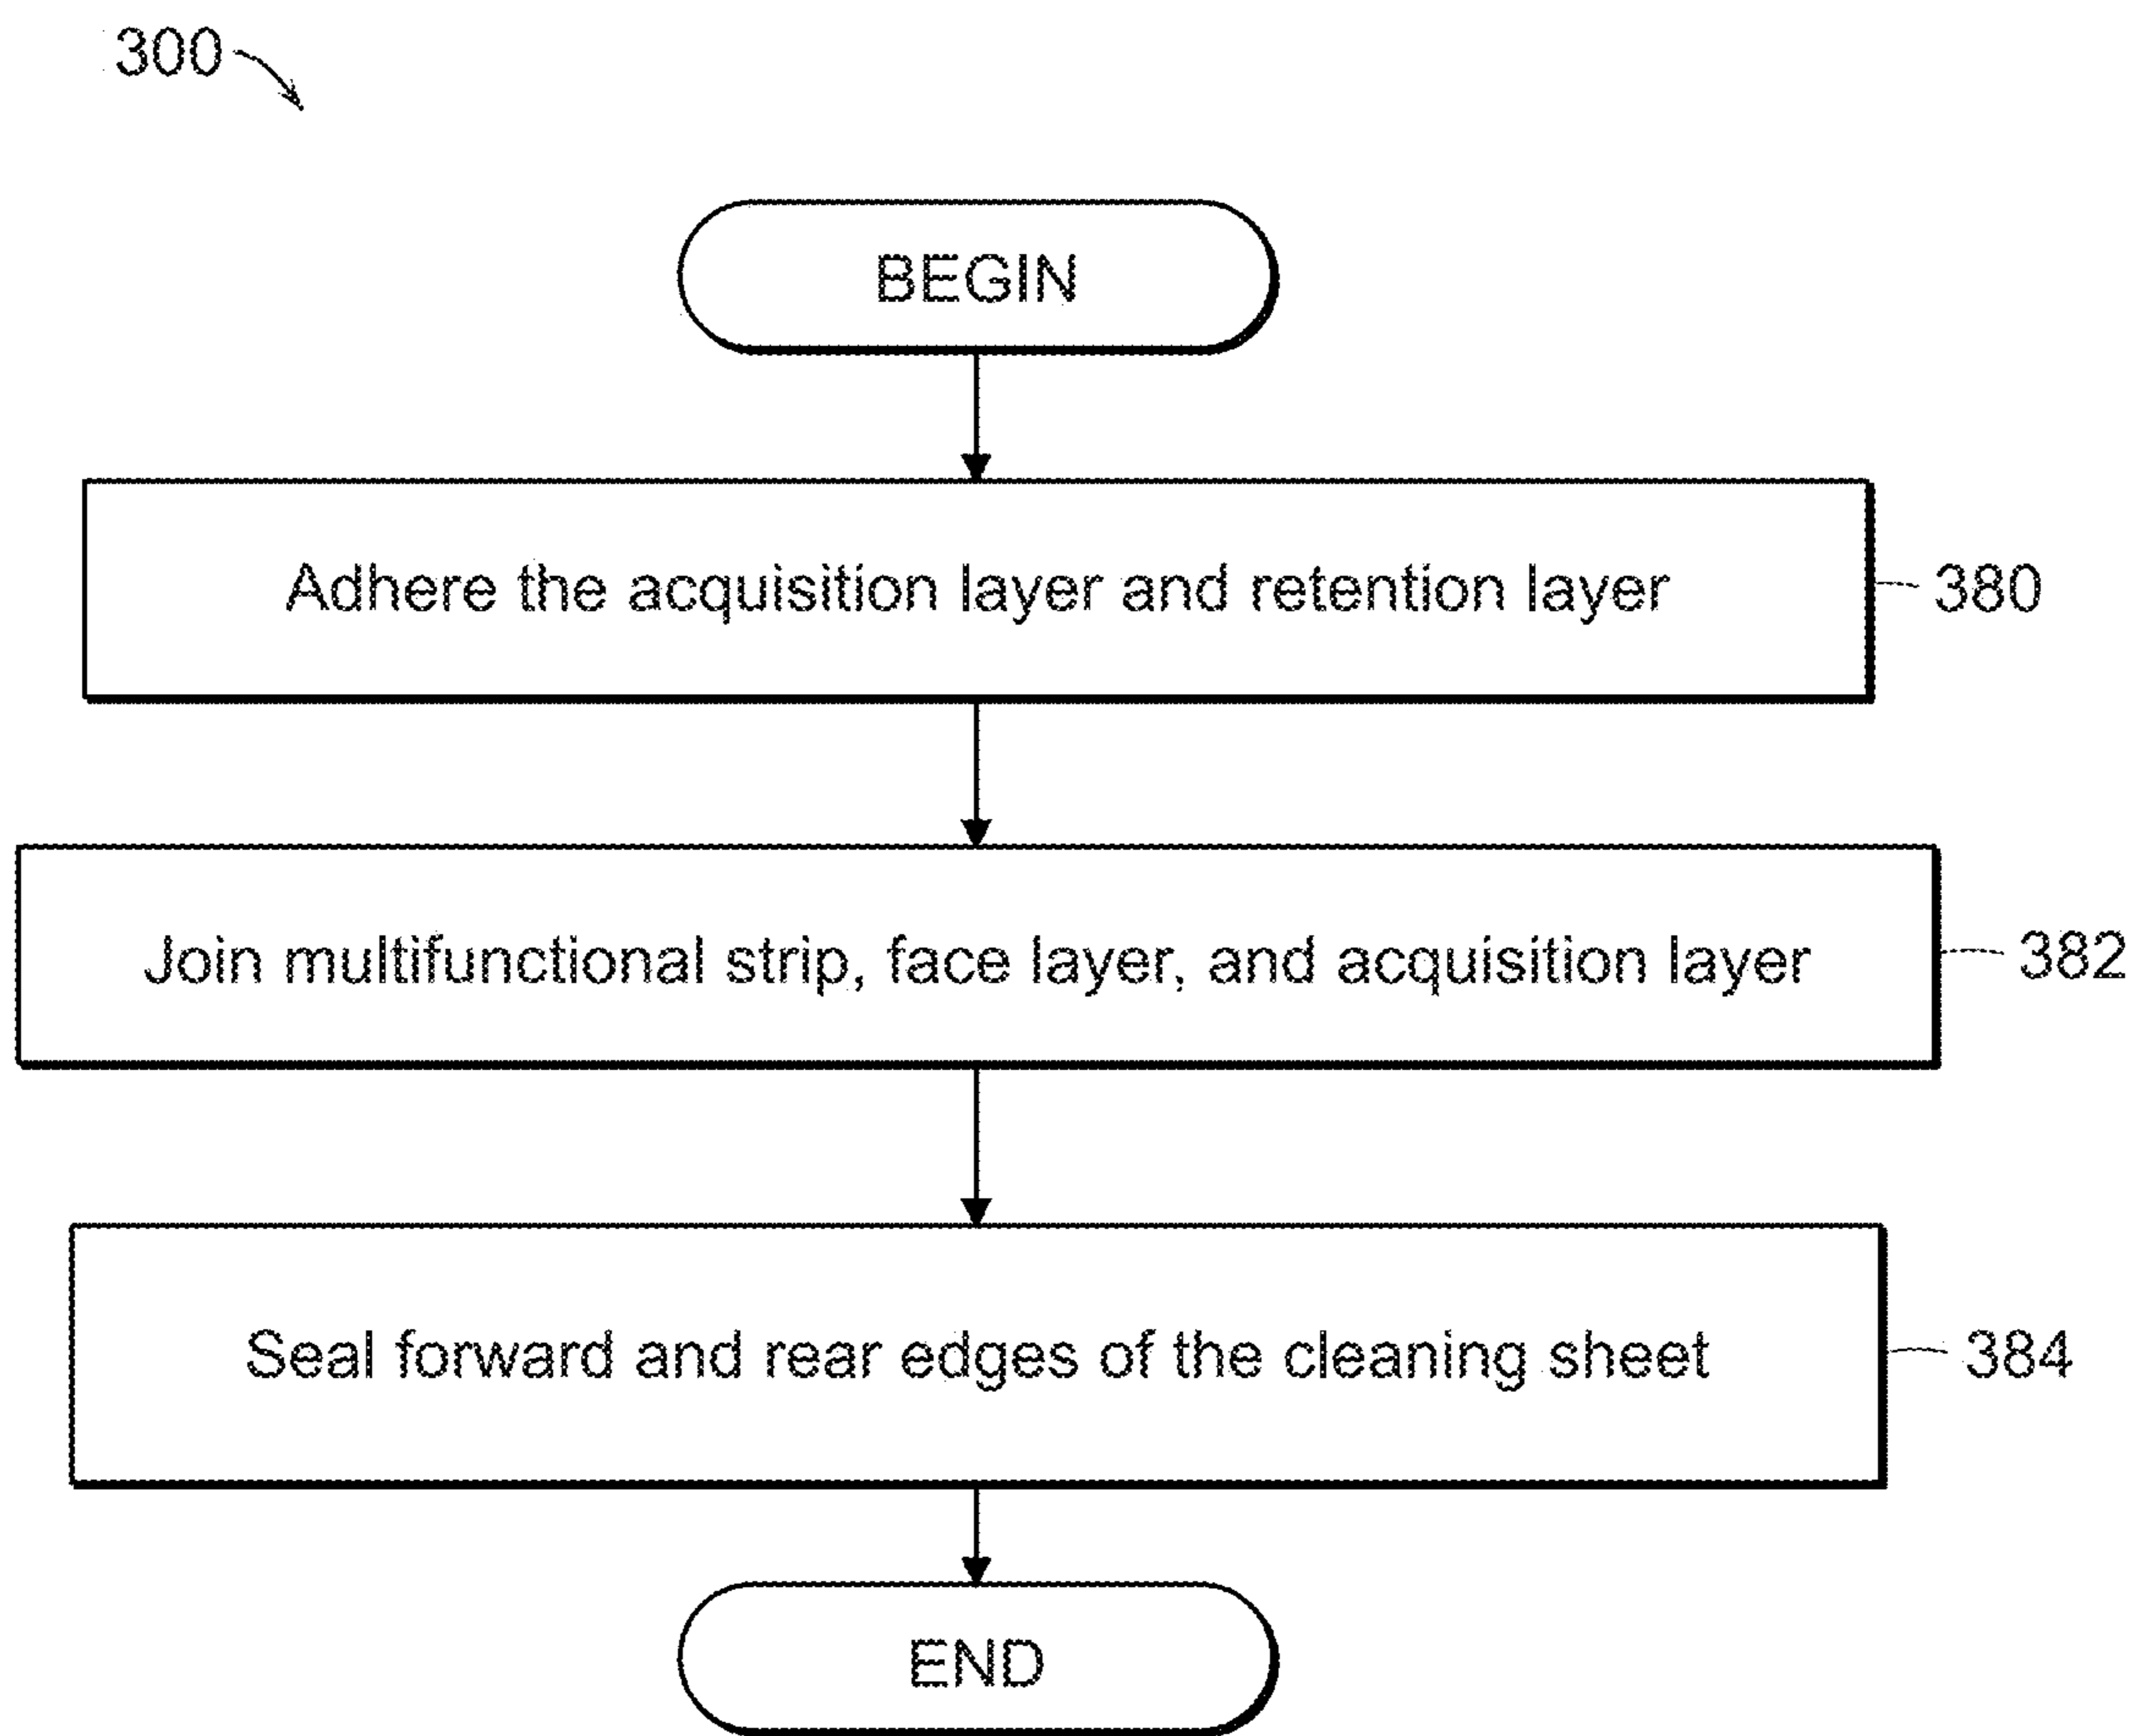 300
BEGIN
Adhere the acquisition layer and retention layer
380
Join multifunctional strip, face layer, and acquisition layer
382
Seal forward and rear edges of the cleaning sheet
384
END